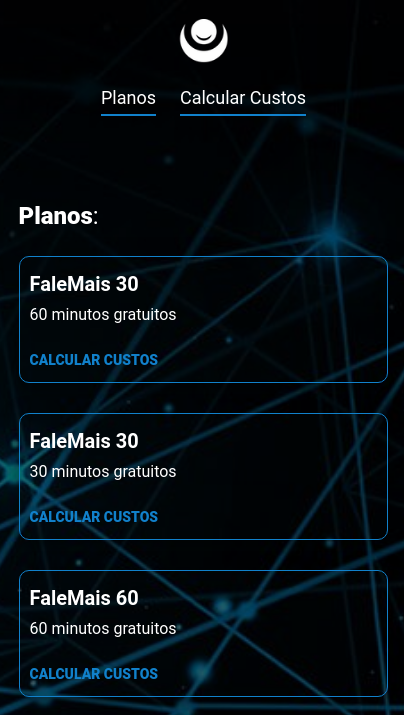 Planos Calcular Custos
Planos:
FaleMais 30
60 minutos gratuitos
CALCULAR CUSTOS
FaleMais 30
30 minutos gratuitos
CALCULAR CUSTOS
FaleMais 60
60 minutos gratuitos
CALCULAR CUSTOS